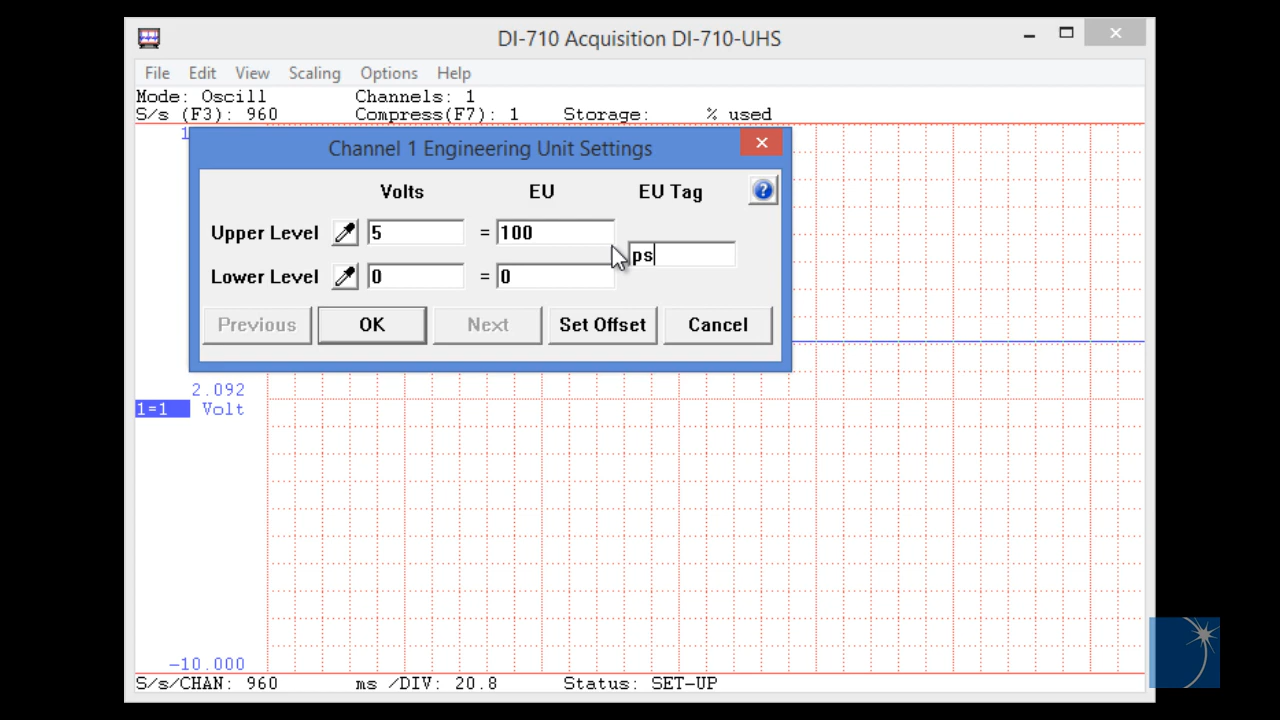 DI-710 Acquisition DI-710-UHS
File Edit View Scaling Options Help
Mode: Oscill Channels: 1
S/s (F3): 960 Compress(F7): 1 Storage: % used
1
Channel 1 Engineering Unit Settings
Volts EU EU Tag
Upper Level 5 = 100
ps
Lower Level 0 = 0
Previous OK Next Set Offset Cancel
2.092
1=1 Volt
-10.000
S/s/CHAN: 960 ms /DIV: 20.8 Status: SET-UP